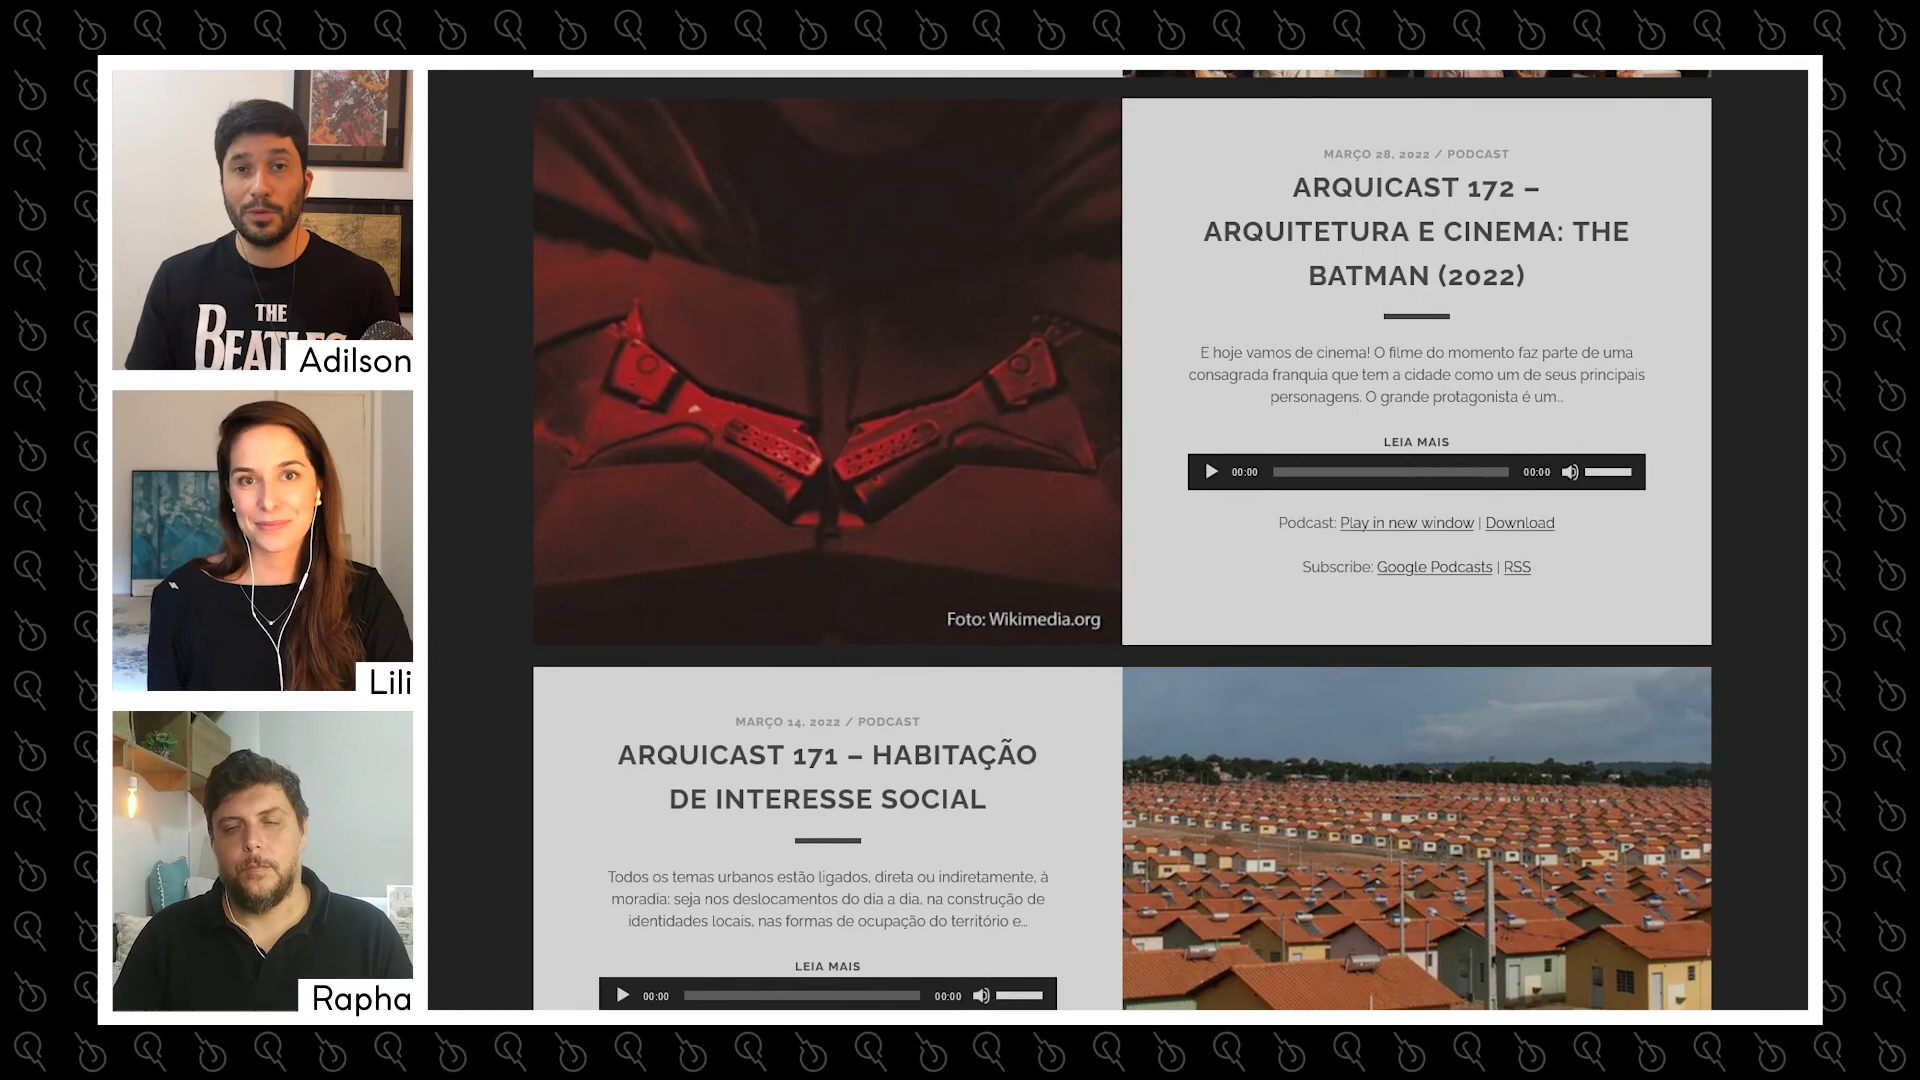 THE
BEATLES
Adilson
Lili
Rapha
Foto: Wikimedia.org
MARÇO 28, 2022 / PODCAST
ARQUICAST 172 –
ARQUITETURA E CINEMA: THE
BATMAN (2022)
E hoje vamos de cinema! O filme do momento faz parte de uma
consagrada franquia que tem a cidade como um de seus principais
personagens. O grande protagonista é um…
LEIA MAIS
00:00 00:00
Podcast: Play in new window | Download
Subscribe: Google Podcasts | RSS
MARÇO 14, 2022 / PODCAST
ARQUICAST 171 – HABITAÇÃO
DE INTERESSE SOCIAL
Todos os temas urbanos estão ligados, direta ou indiretamente, à
moradia: seja nos deslocamentos do dia a dia, na construção de
identidades locais, nas formas de ocupação do território e…
LEIA MAIS
00:00 00:00